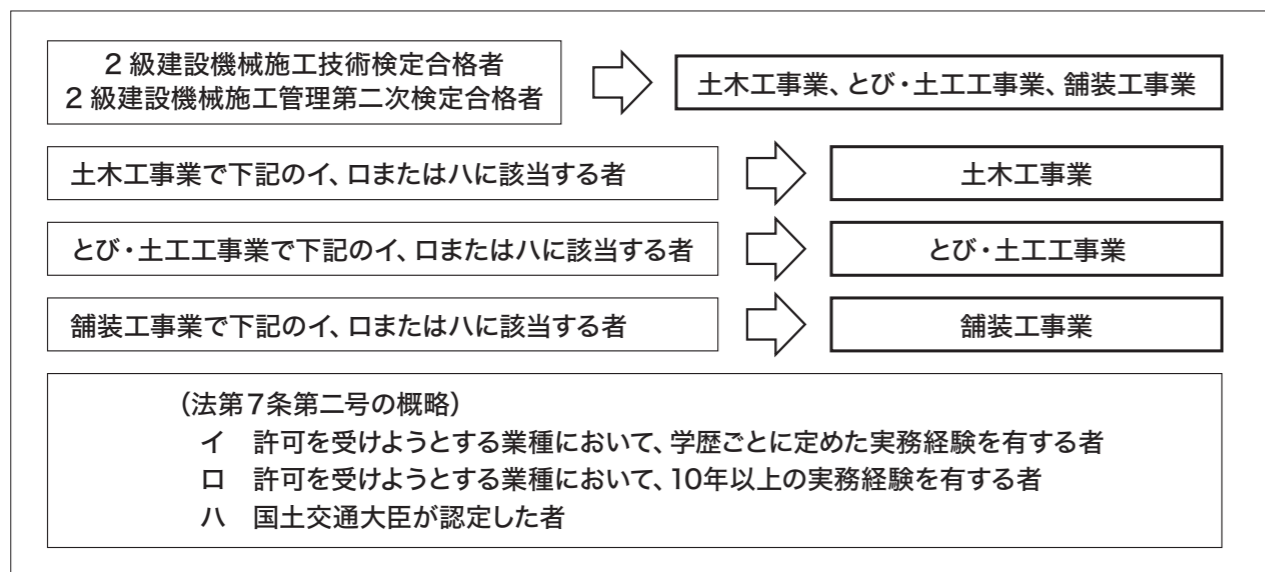 2級建設機械施工技術検定合格者
2級建設機械施工管理第二次検定合格者
土木工事業、とび・土工工事業、舗装工事業
土木工事業で下記のイ、ロまたはハに該当する者
土木工事業
とび・土工工事業で下記のイ、ロまたはハに該当する者
とび・土工工事業
舗装工事業で下記のイ、ロまたはハに該当する者
舗装工事業
（法第7条第二号の概略）
イ　許可を受けようとする業種において、学歴ごとに定めた実務経験を有する者
ロ　許可を受けようとする業種において、10年以上の実務経験を有する者
ハ　国土交通大臣が認定した者